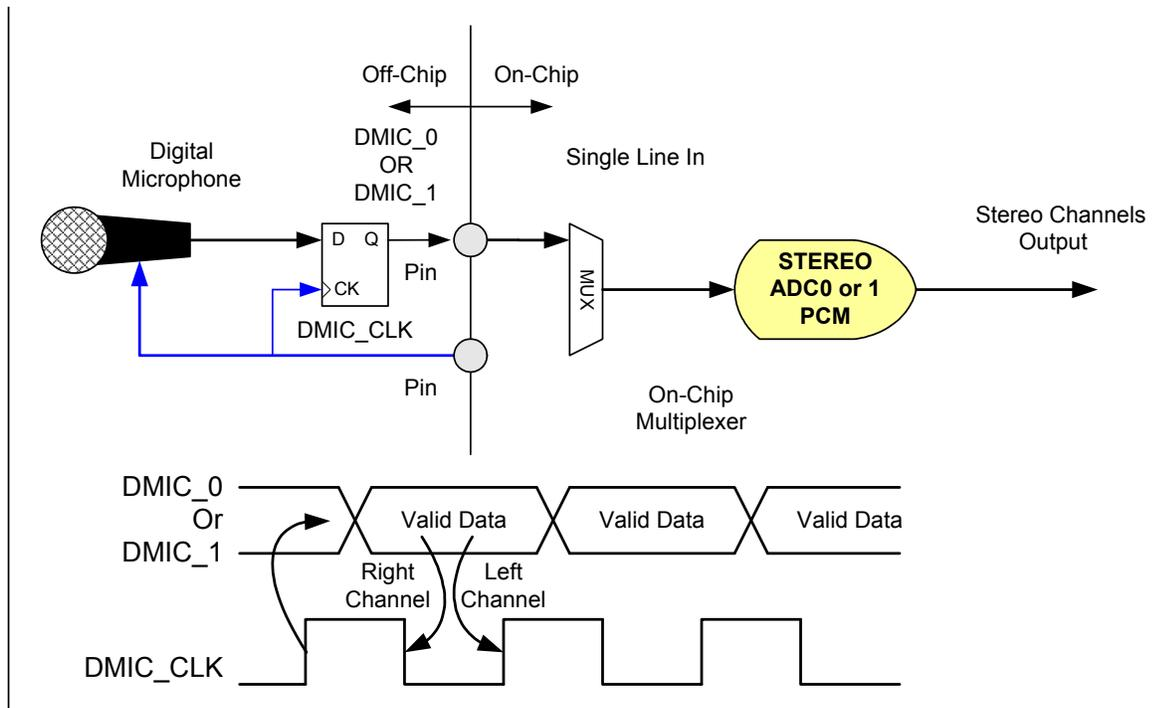 Off-Chip
On-Chip
DMIC_0
OR
DMIC_1
Digital
Microphone
Single Line In
Stereo Channels
Output
D
Q
Pin
CK
MUX
STEREO
ADC0 or 1
PCM
DMIC_CLK
Pin
On-Chip
Multiplexer
DMIC_0
Or
DMIC_1
Valid Data
Valid Data
Valid Data
Right
Channel
Left
Channel
DMIC_CLK